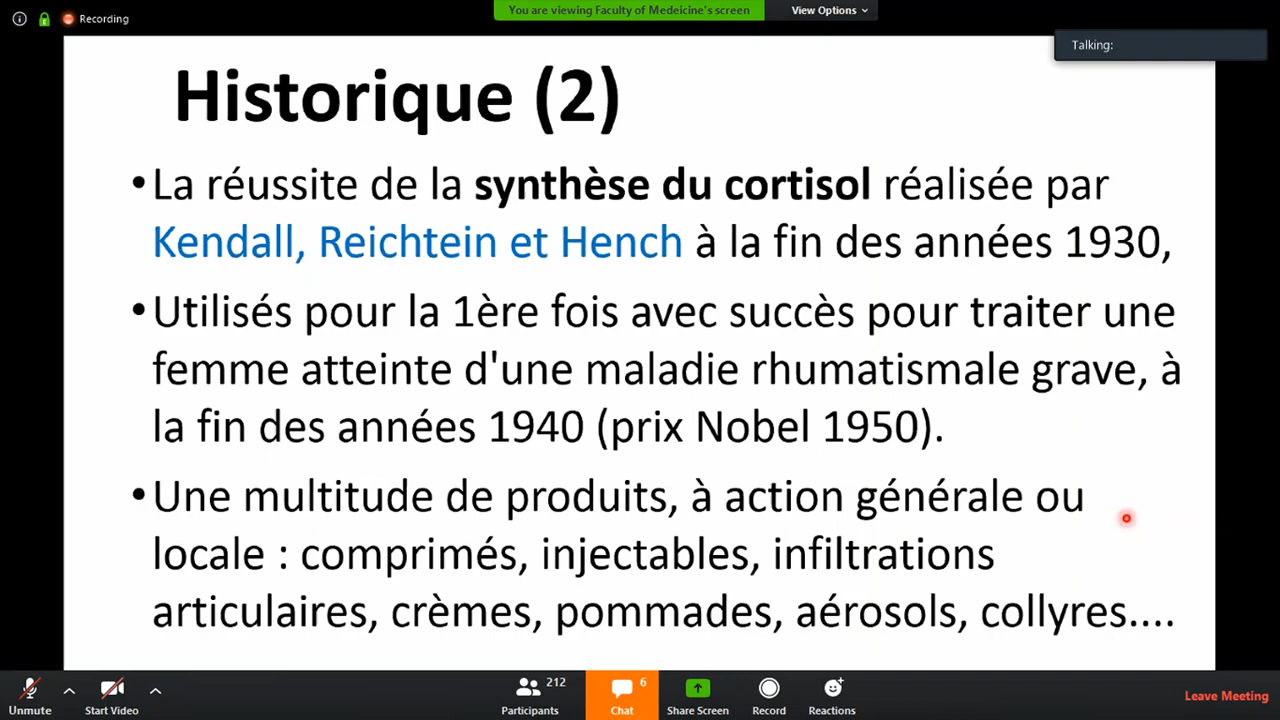 Recording
You are viewing Faculty of Medeicine's screen
View Options
Talking:
Historique (2)
•La réussite de la synthèse du cortisol réalisée par
Kendall, Reichtein et Hench à la fin des années 1930,
•Utilisés pour la 1ère fois avec succès pour traiter une
femme atteinte d'une maladie rhumatismale grave, à
la fin des années 1940 (prix Nobel 1950).
•Une multitude de produits, à action générale ou
locale : comprimés, injectables, infiltrations
articulaires, crèmes, pommades, aérosols, collyres....
Unmute
Start Video
212
Participants
6
Chat
Share Screen
Record
Reactions
Leave Meeting